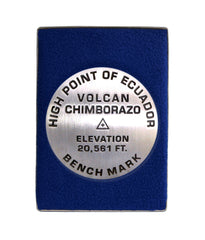 HIGH POINT OF ECUADOR
VOLCAN
CHIMBORAZO
ELEVATION
20,561 FT.
BENCH MARK